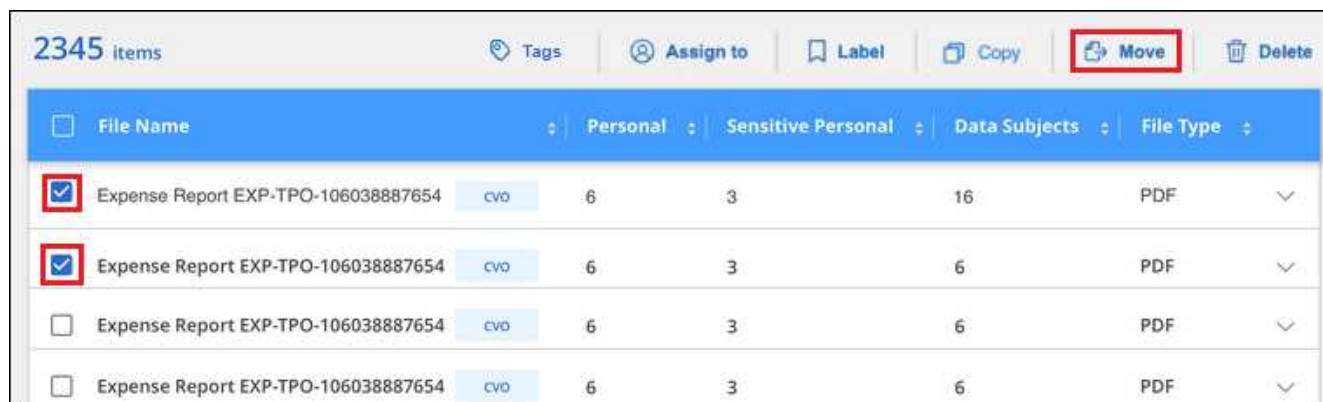 2345 items Tags Assign to Label Copy Move Delete
File Name Personal Sensitive Personal Data Subjects File Type
Expense Report EXP-TPO-106038887654 CVO 6 3 16 PDF
Expense Report EXP-TPO-106038887654 CVO 6 3 6 PDF
Expense Report EXP-TPO-106038887654 CVO 6 3 6 PDF
Expense Report EXP-TPO-106038887654 CVO 6 3 6 PDF